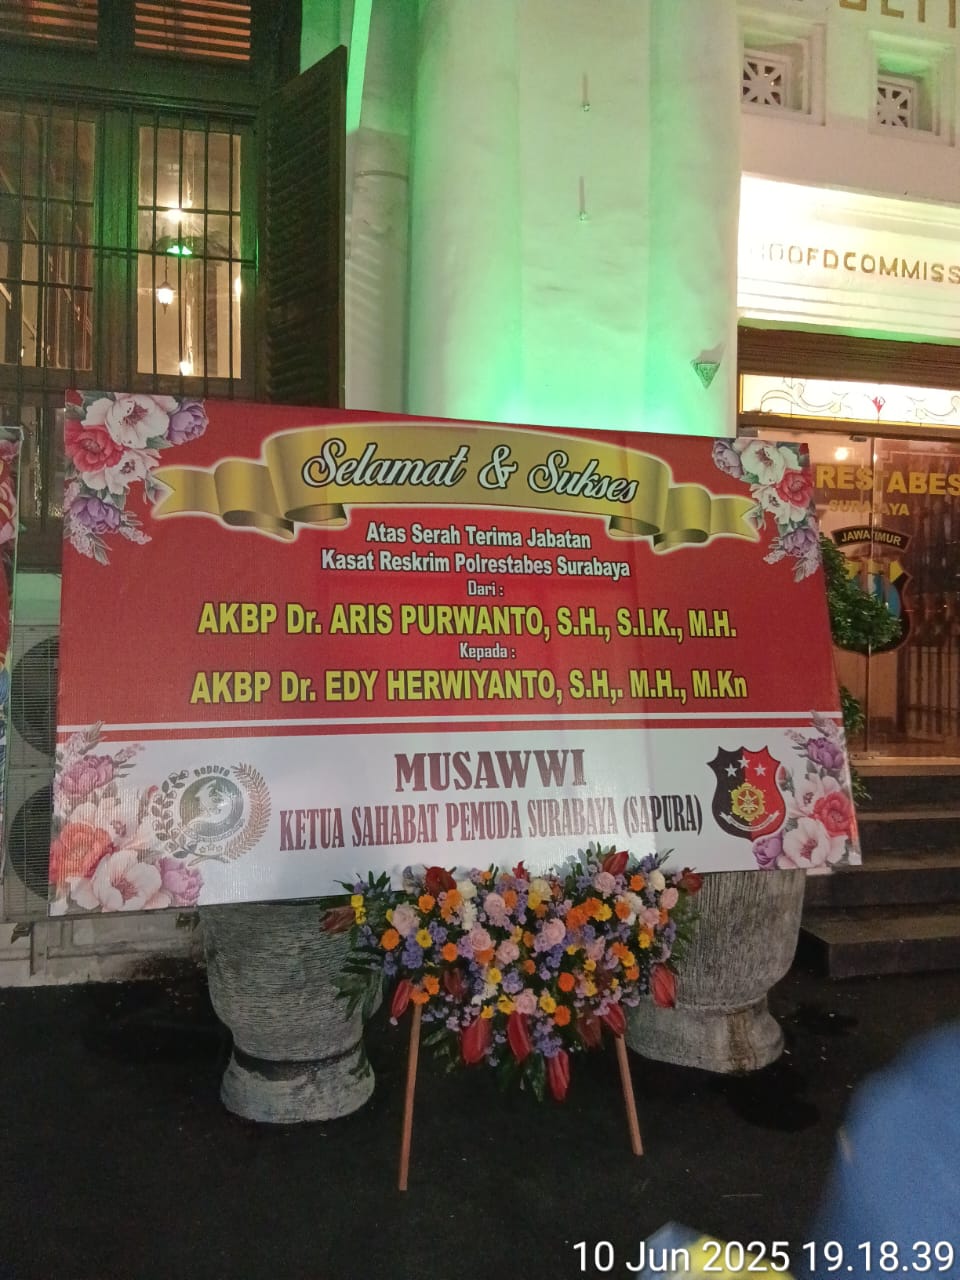 HOOFDCOMMISS
Selamat & Sukses
RESTABES
SURABAYA
JAWA TIMUR
Atas Serah Terima Jabatan
Kasat Reskrim Polrestabes Surabaya
Dari :
AKBP Dr. ARIS PURWANTO, S.H., S.I.K., M.H.
Kepada :
AKBP Dr. EDY HERWIYANTO, S.H,. M.H., M.Kn
MUSAWWI
KETUA SAHABAT PEMUDA SURABAYA (SAPURA)
10 Jun 2025 19.18.39